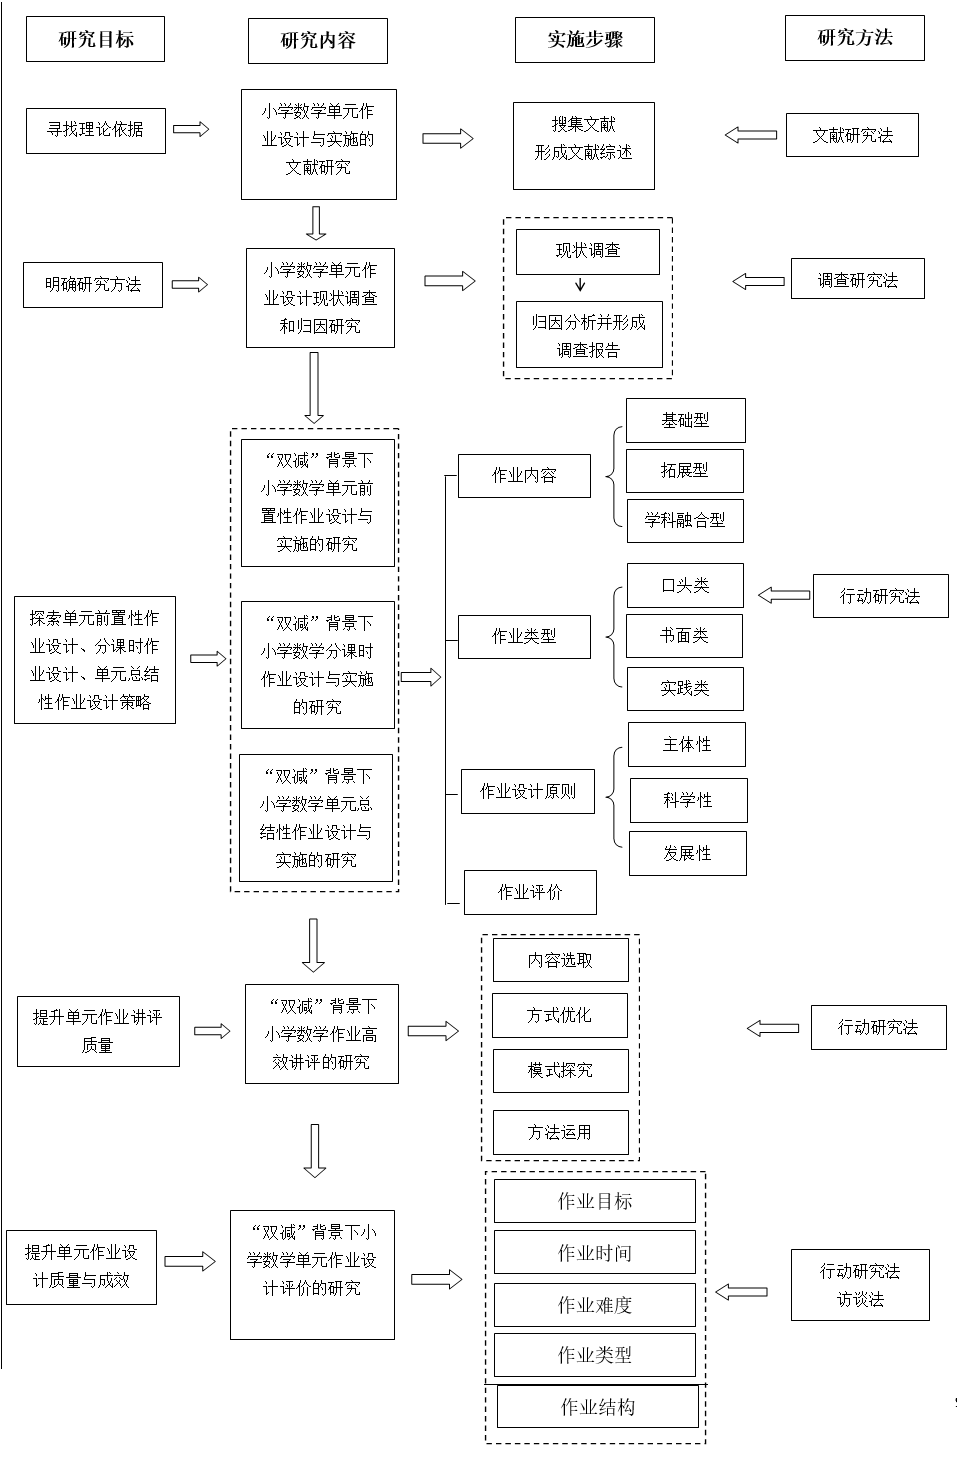 研究目标
研究内容
实施步骤
研究方法
寻找理论依据
小学数学单元作
业设计与实施的
文献研究
搜集文献
形成文献综述
文献研究法
明确研究方法
小学数学单元作
业设计现状调查
和归因研究
现状调查
归因分析并形成
调查报告
调查研究法
探索单元前置性作
业设计、分课时作
业设计、单元总结
性作业设计策略
“双减”背景下
小学数学单元前
置性作业设计与
实施的研究
“双减”背景下
小学数学分课时
作业设计与实施
的研究
“双减”背景下
小学数学单元总
结性作业设计与
实施的研究
作业内容
基础型
拓展型
学科融合型
作业类型
口头类
书面类
实践类
作业设计原则
主体性
科学性
发展性
作业评价
行动研究法
提升单元作业讲评
质量
“双减”背景下
小学数学作业高
效讲评的研究
内容选取
方式优化
模式探究
方法运用
行动研究法
提升单元作业设
计质量与成效
“双减”背景下小
学数学单元作业设
计评价的研究
作业目标
作业时间
作业难度
作业类型
作业结构
行动研究法
访谈法